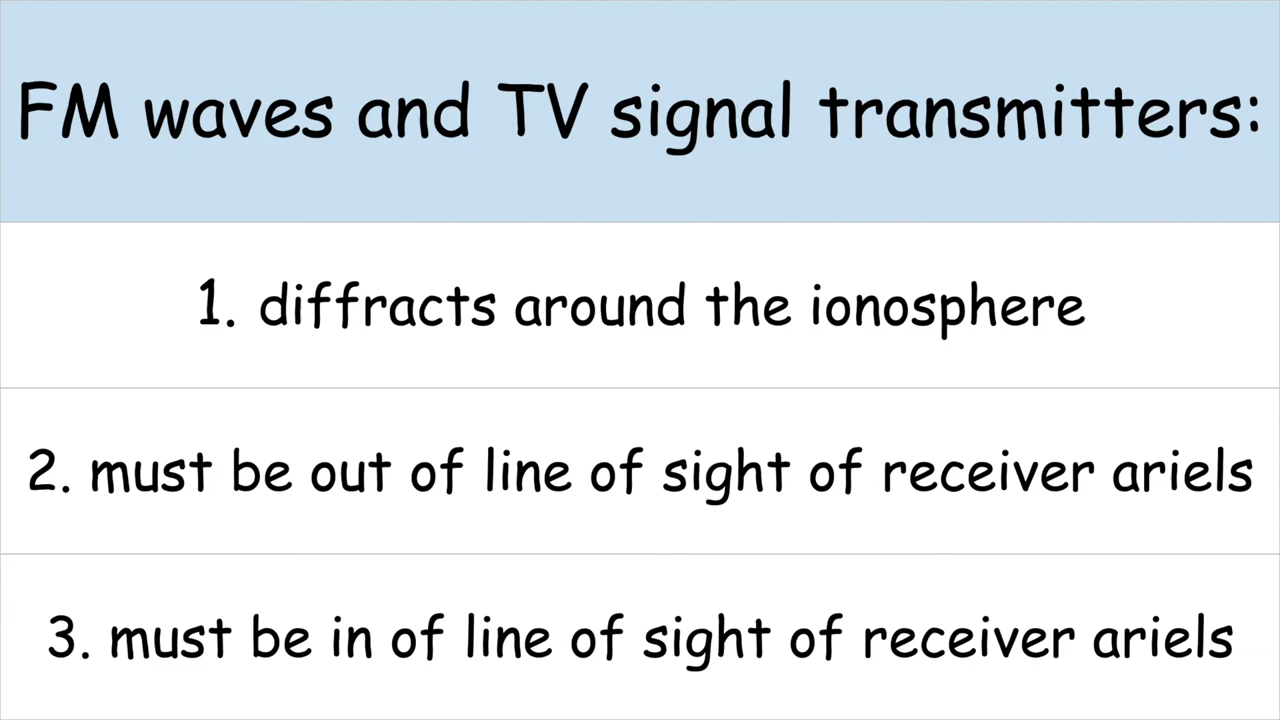 FM waves and TV signal transmitters:
1. diffracts around the ionosphere
2. must be out of line of sight of receiver ariels
3. must be in of line of sight of receiver ariels